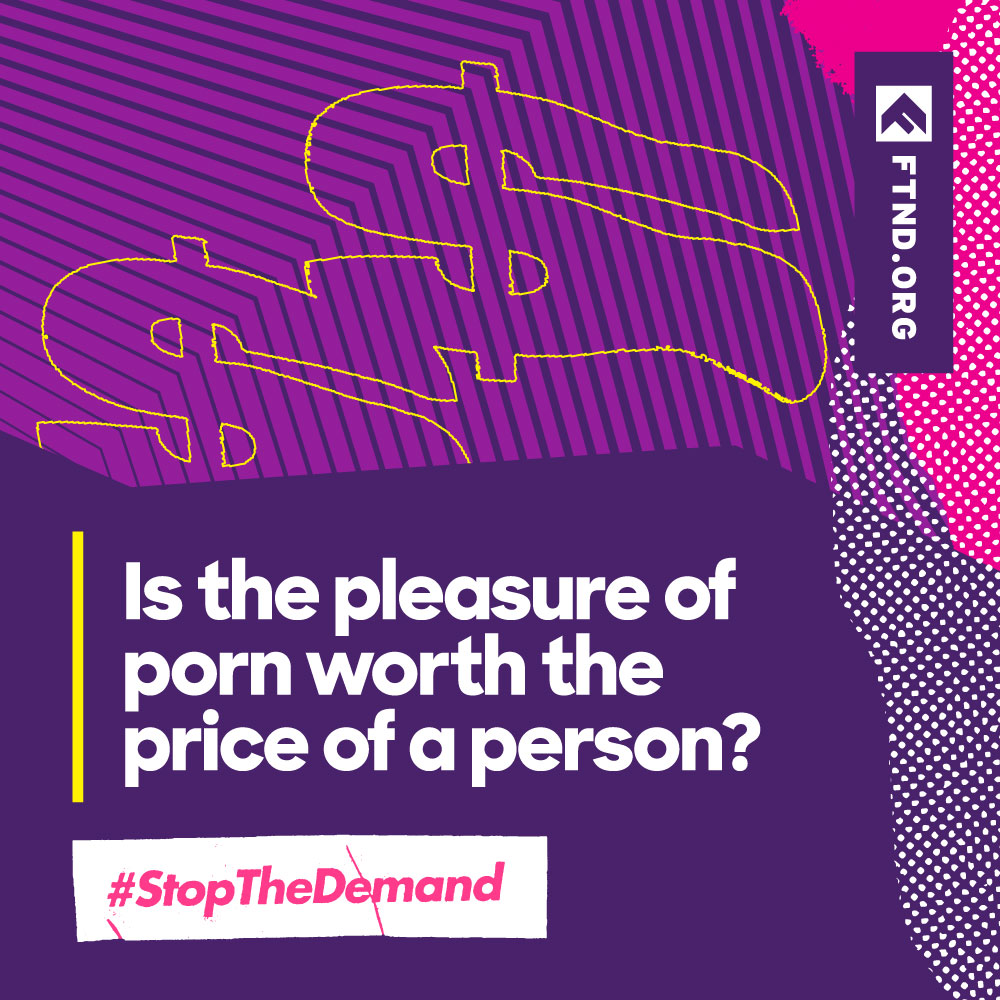 FTND.ORG
Is the pleasure of
porn worth the
price of a person?
#StopTheDemand